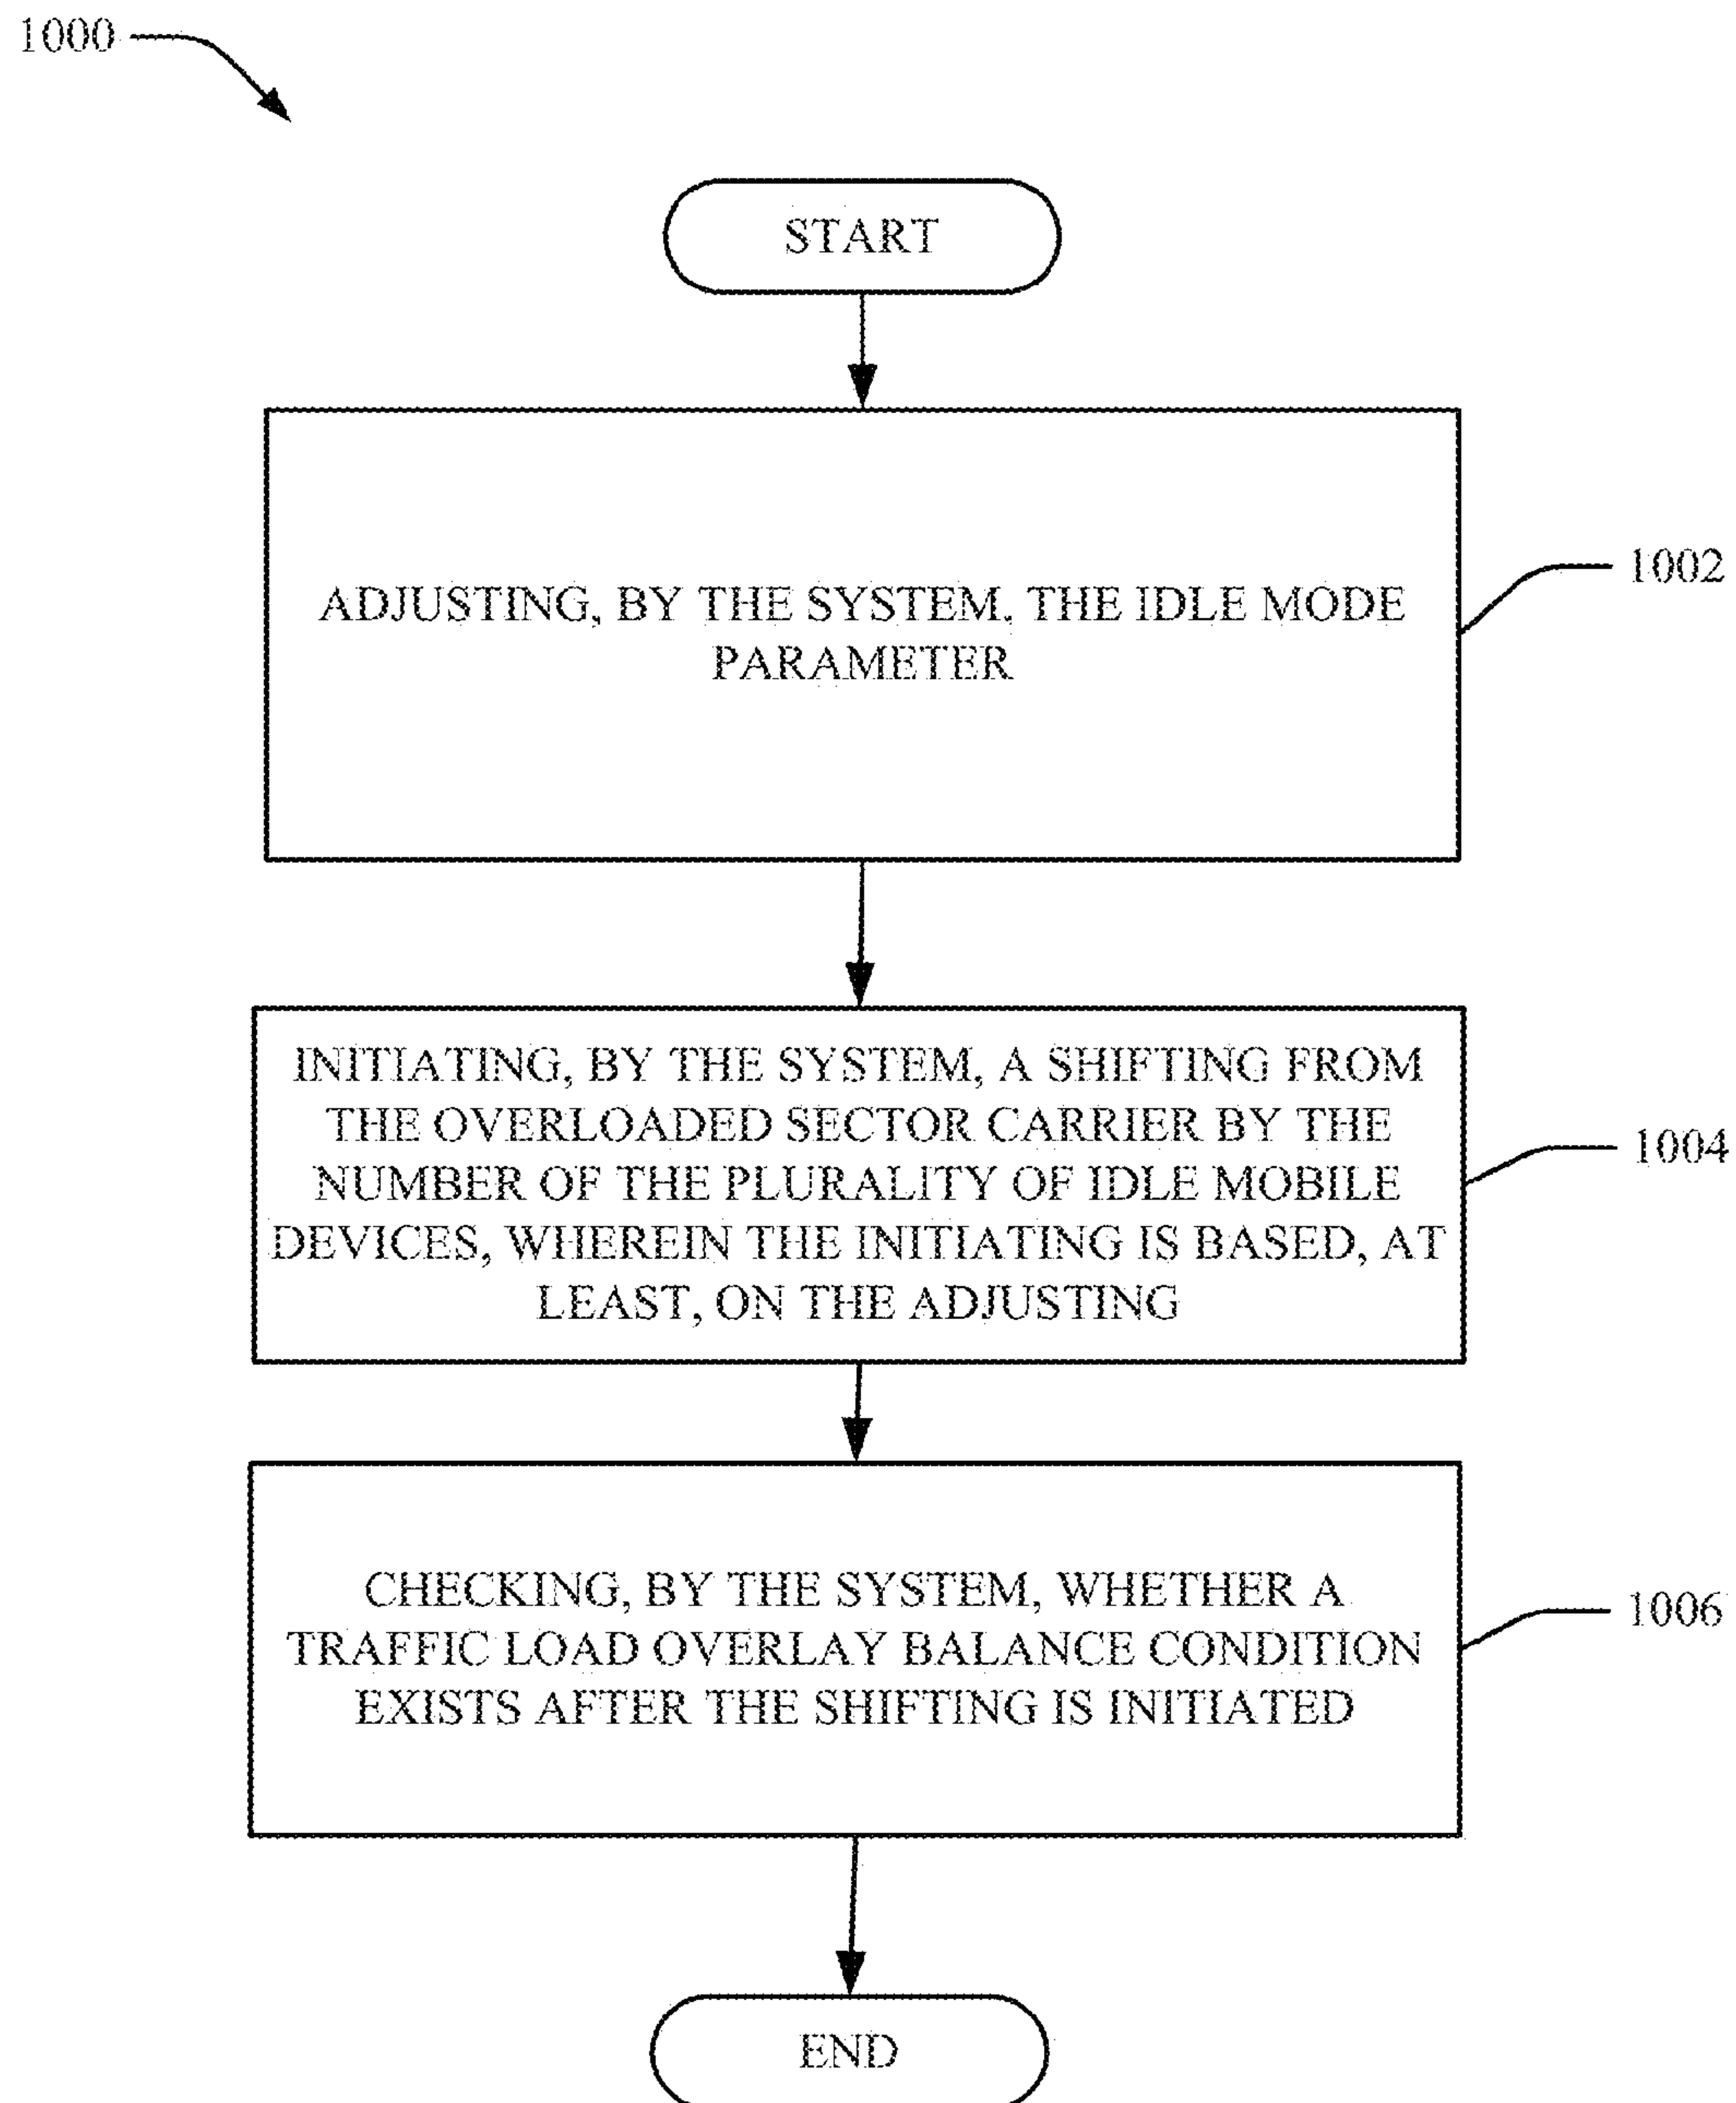 1000
START
ADJUSTING, BY THE SYSTEM, THE IDLE MODE
PARAMETER
1002
INITIATING, BY THE SYSTEM, A SHIFTING FROM
THE OVERLOADED SECTOR CARRIER BY THE
NUMBER OF THE PLURALITY OF IDLE MOBILE
DEVICES, WHEREIN THE INITIATING IS BASED, AT
LEAST, ON THE ADJUSTING
1004
CHECKING, BY THE SYSTEM, WHETHER A
TRAFFIC LOAD OVERLAY BALANCE CONDITION
EXISTS AFTER THE SHIFTING IS INITIATED
1006
END